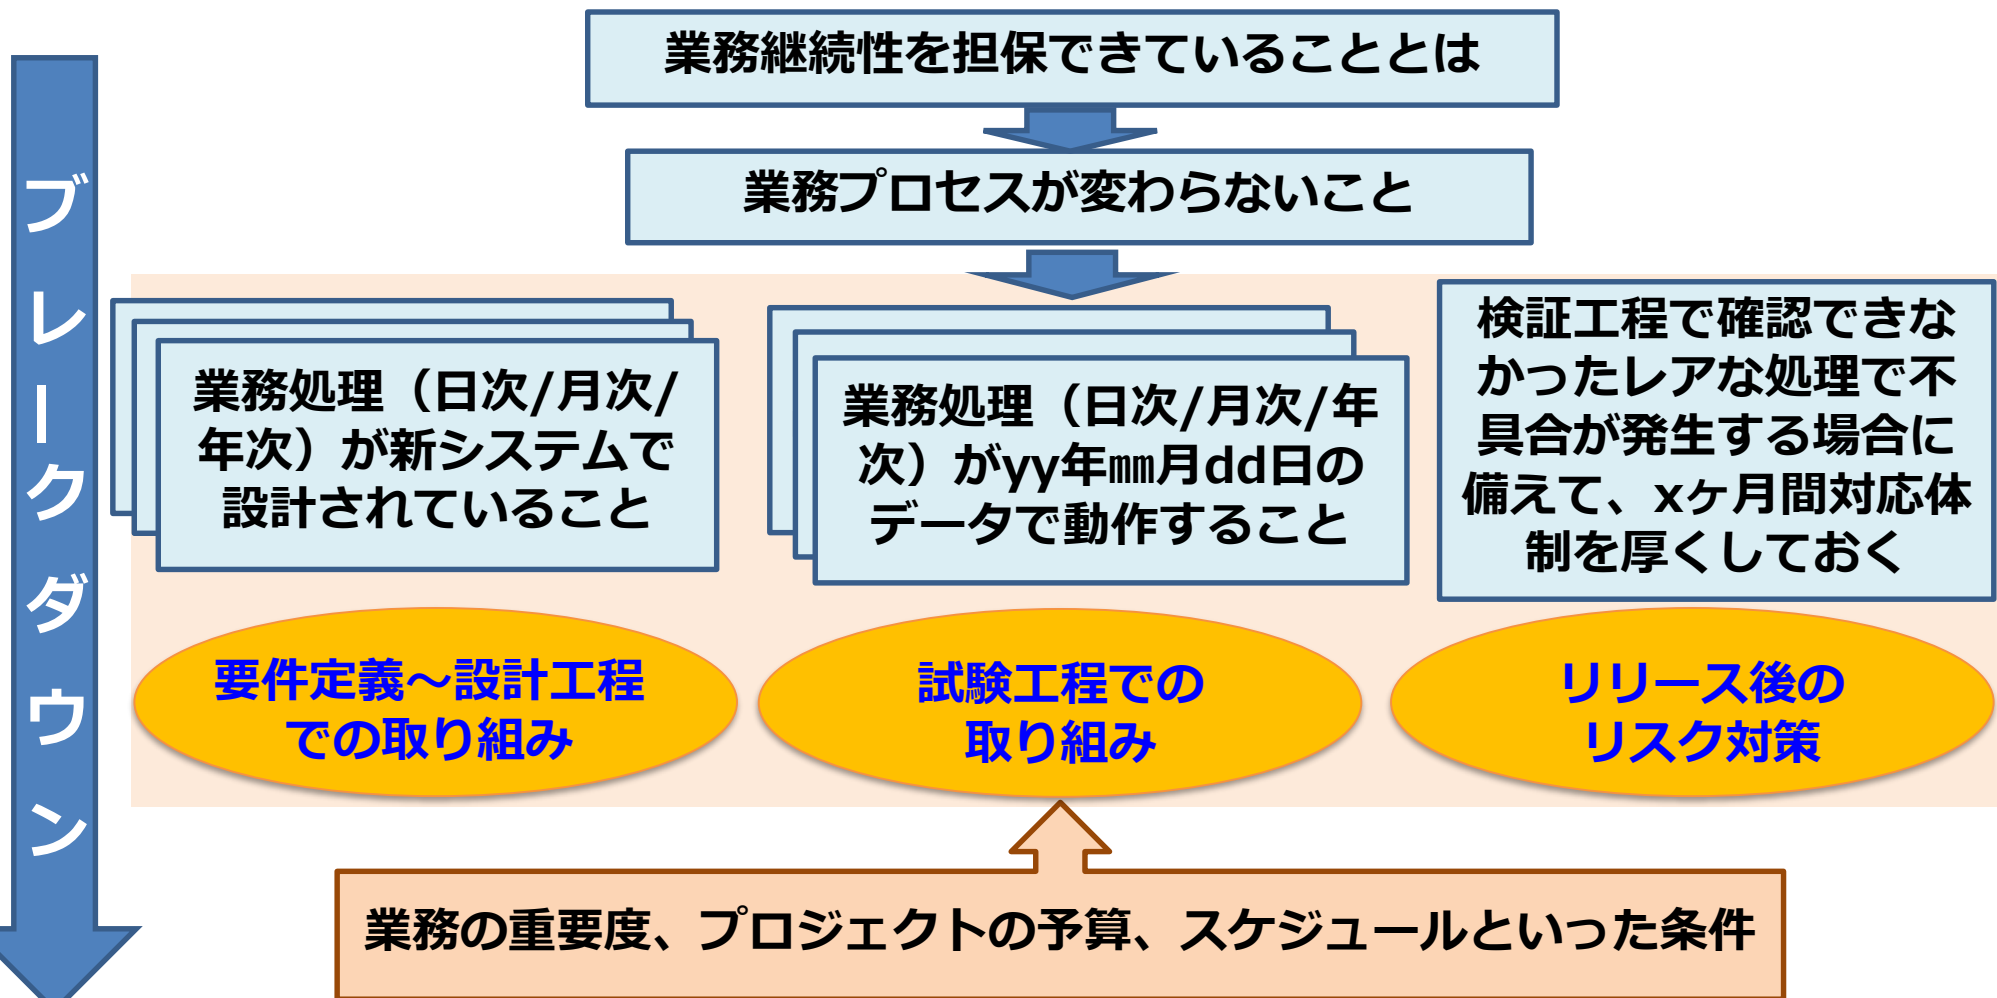 業務継続性を担保できていることとは
業務プロセスが変わらないこと
ブレークダウン
業務処理（日次/月次/
年次）が新システムで
設計されていること
業務処理（日次/月次/年
次）がyy年㎜月dd日の
データで動作すること
検証工程で確認できな
かったレアな処理で不
具合が発生する場合に
備えて、xヶ月間対応体
制を厚くしておく
要件定義～設計工程
での取り組み
試験工程での
取り組み
リリース後の
リスク対策
業務の重要度、プロジェクトの予算、スケジュールといった条件